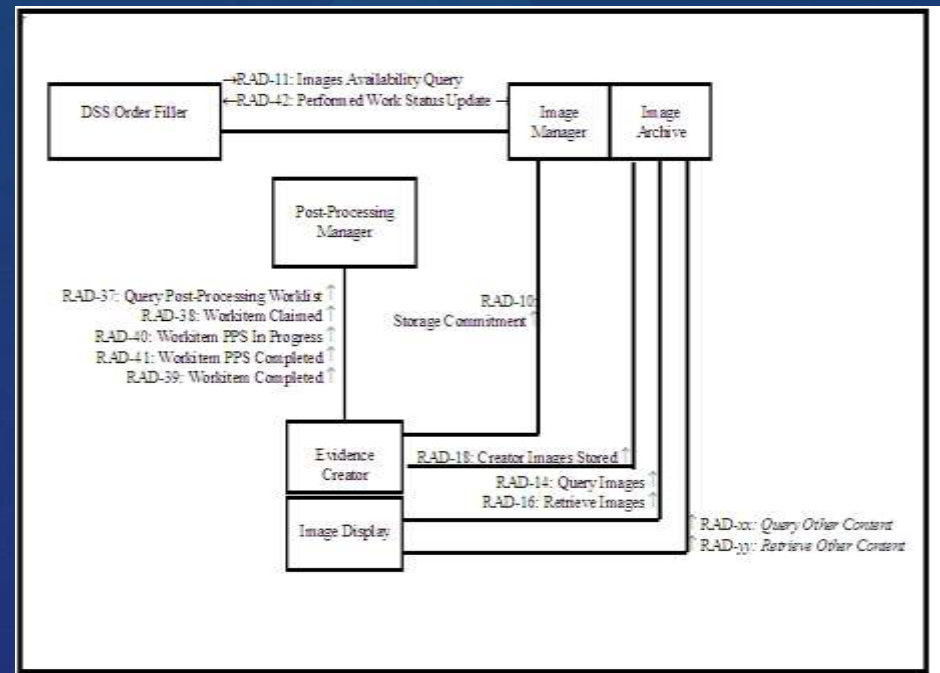 →RAD-11: Images Availability Query
←RAD-42: Performed Work Status Update →
DSS/Order Filler
Image
Manager
Image
Archive
Post-Processing
Manager
RAD-37: Query Post-Processing Worklist ↑
RAD-38: Workitem Claimed ↑
RAD-40: Workitem PPS In Progress ↑
RAD-41: Workitem PPS Completed ↑
RAD-39: Workitem Completed ↑
RAD-10:
Storage Commitment ↑
Evidence
Creator
RAD-18: Creator Images Stored ↑
RAD-14: Query Images ↑
RAD-16: Retrieve Images ↑
Image Display
↑ RAD-xx: Query Other Content
↑ RAD-yy: Retrieve Other Content